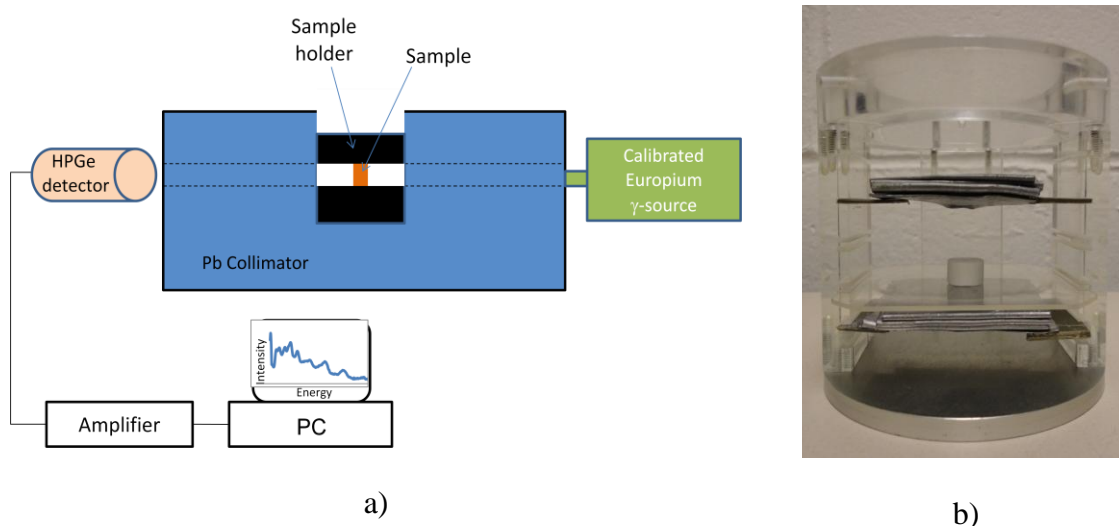 Sample
holder
Sample
HPGe
detector
Calibrated
Europium
γ-source
Pb Collimator
Intensity
Energy
Amplifier
PC
a)
b)